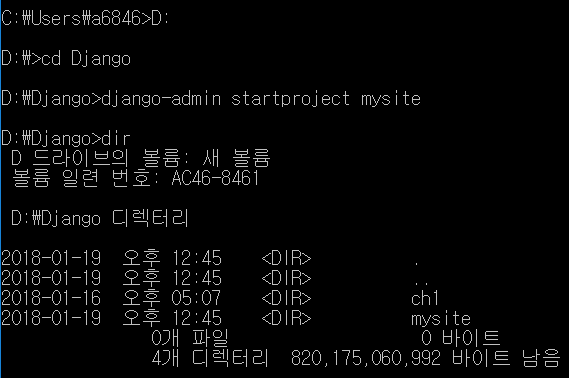 C:₩Users₩a6846>D:
D:₩>cd Django
D:₩Django>django-admin startproject mysite
D:₩Django>dir
 D 드라이브의 볼륨: 새 볼륨
 볼륨 일련 번호: AC46-8461
 D:₩Django 디렉터리
2018-01-19  오후 12:45    <DIR>          .
2018-01-19  오후 12:45    <DIR>          ..
2018-01-16  오후 05:07    <DIR>          ch1
2018-01-19  오후 12:45    <DIR>          mysite
               0개 파일                   0 바이트
               4개 디렉터리  820,175,060,992 바이트 남음